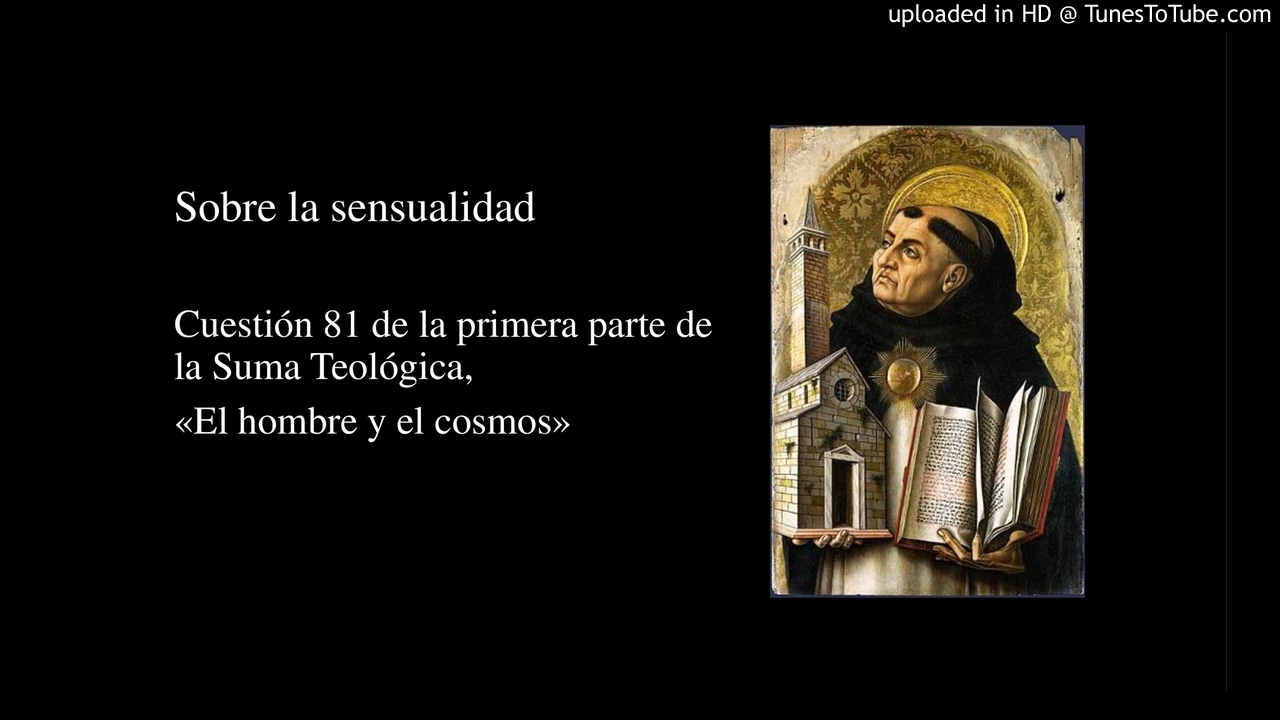 uploaded in HD @ TunesToTube.com
Sobre la sensualidad
Cuestión 81 de la primera parte de
la Suma Teológica,
«El hombre y el cosmos»